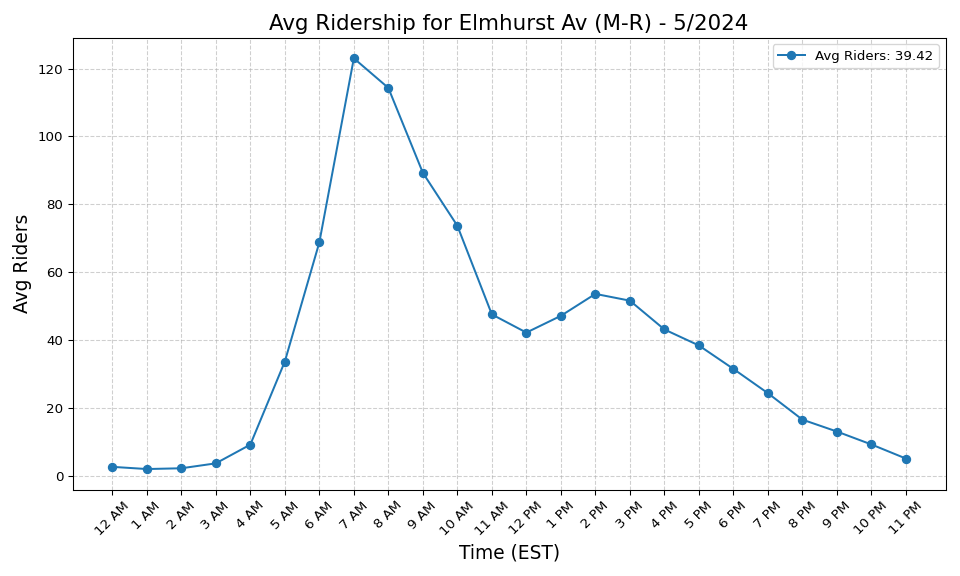 Avg Ridership for Elmhurst Av (M-R) - 5/2024
Avg Riders: 39.42
Avg Riders
120
100
80
60
40
20
0
12 AM
1 AM
2 AM
3 AM
4 AM
5 AM
6 AM
7 AM
8 AM
9 AM
10 AM
11 AM
12 PM
1 PM
2 PM
3 PM
4 PM
5 PM
6 PM
7 PM
8 PM
9 PM
10 PM
11 PM
Time (EST)